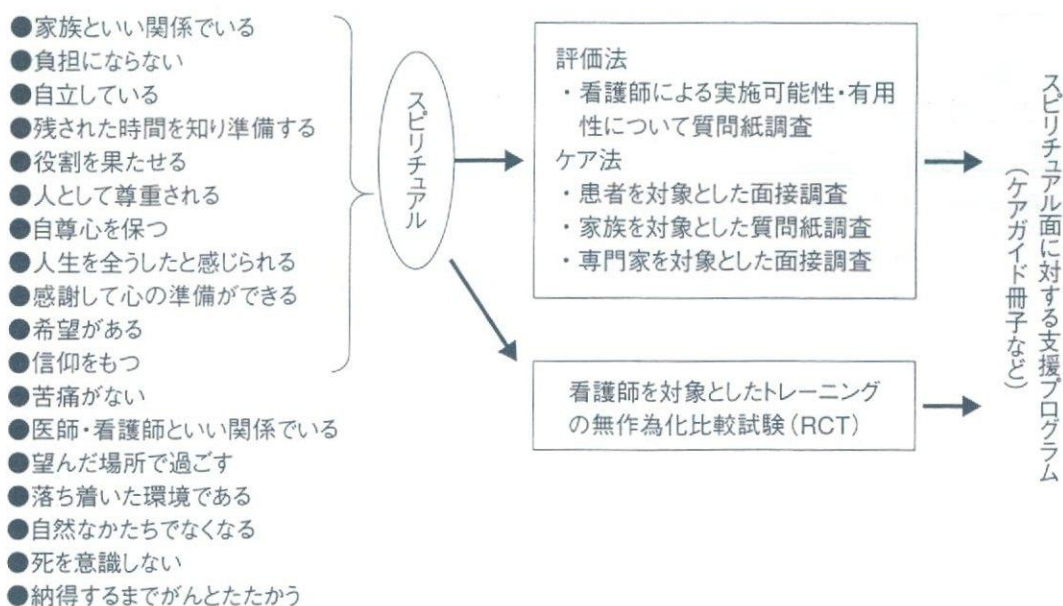 ●家族といい関係でいる
●負担にならない
●自立している
●残された時間を知り準備する
●役割を果たせる
●人として尊重される
●自尊心を保つ
●人生を全うしたと感じられる
●感謝して心の準備ができる
●希望がある
●信仰をもつ
●苦痛がない
●医師・看護師といい関係でいる
●望んだ場所で過ごす
●落ち着いた環境である
●自然なかたちでなくなる
●死を意識しない
●納得するまでがんとたたかう
スピリチュアル
評価法
・看護師による実施可能性・有用
性について質問紙調査
ケア法
・患者を対象とした面接調査
・家族を対象とした質問紙調査
・専門家を対象とした面接調査
看護師を対象としたトレーニング
の無作為化比較試験(RCT)
スピリチュアル面に対する支援プログラム
(ケアガイド冊子など)